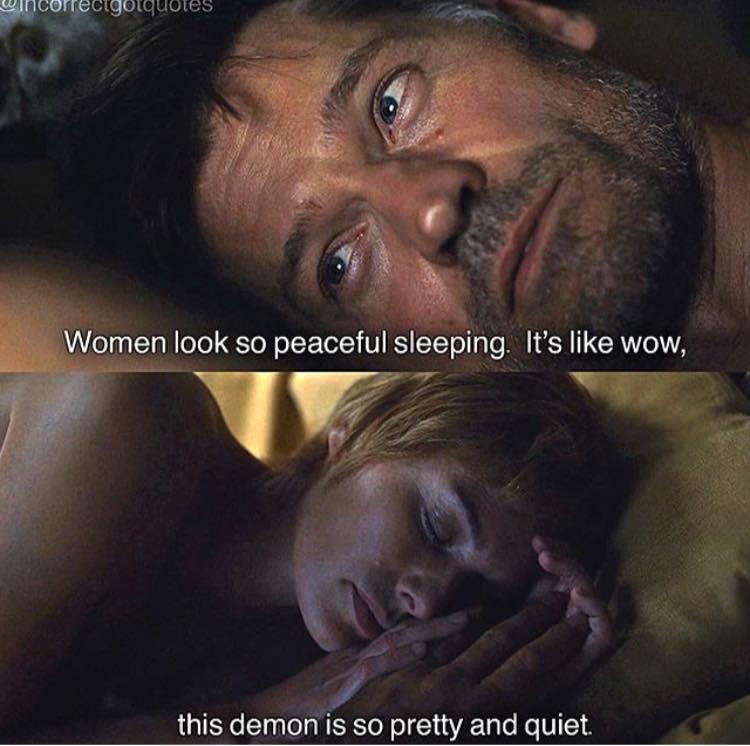 @incorrectgotquotes
Women look so peaceful sleeping. It's like wow,
this demon is so pretty and quiet.